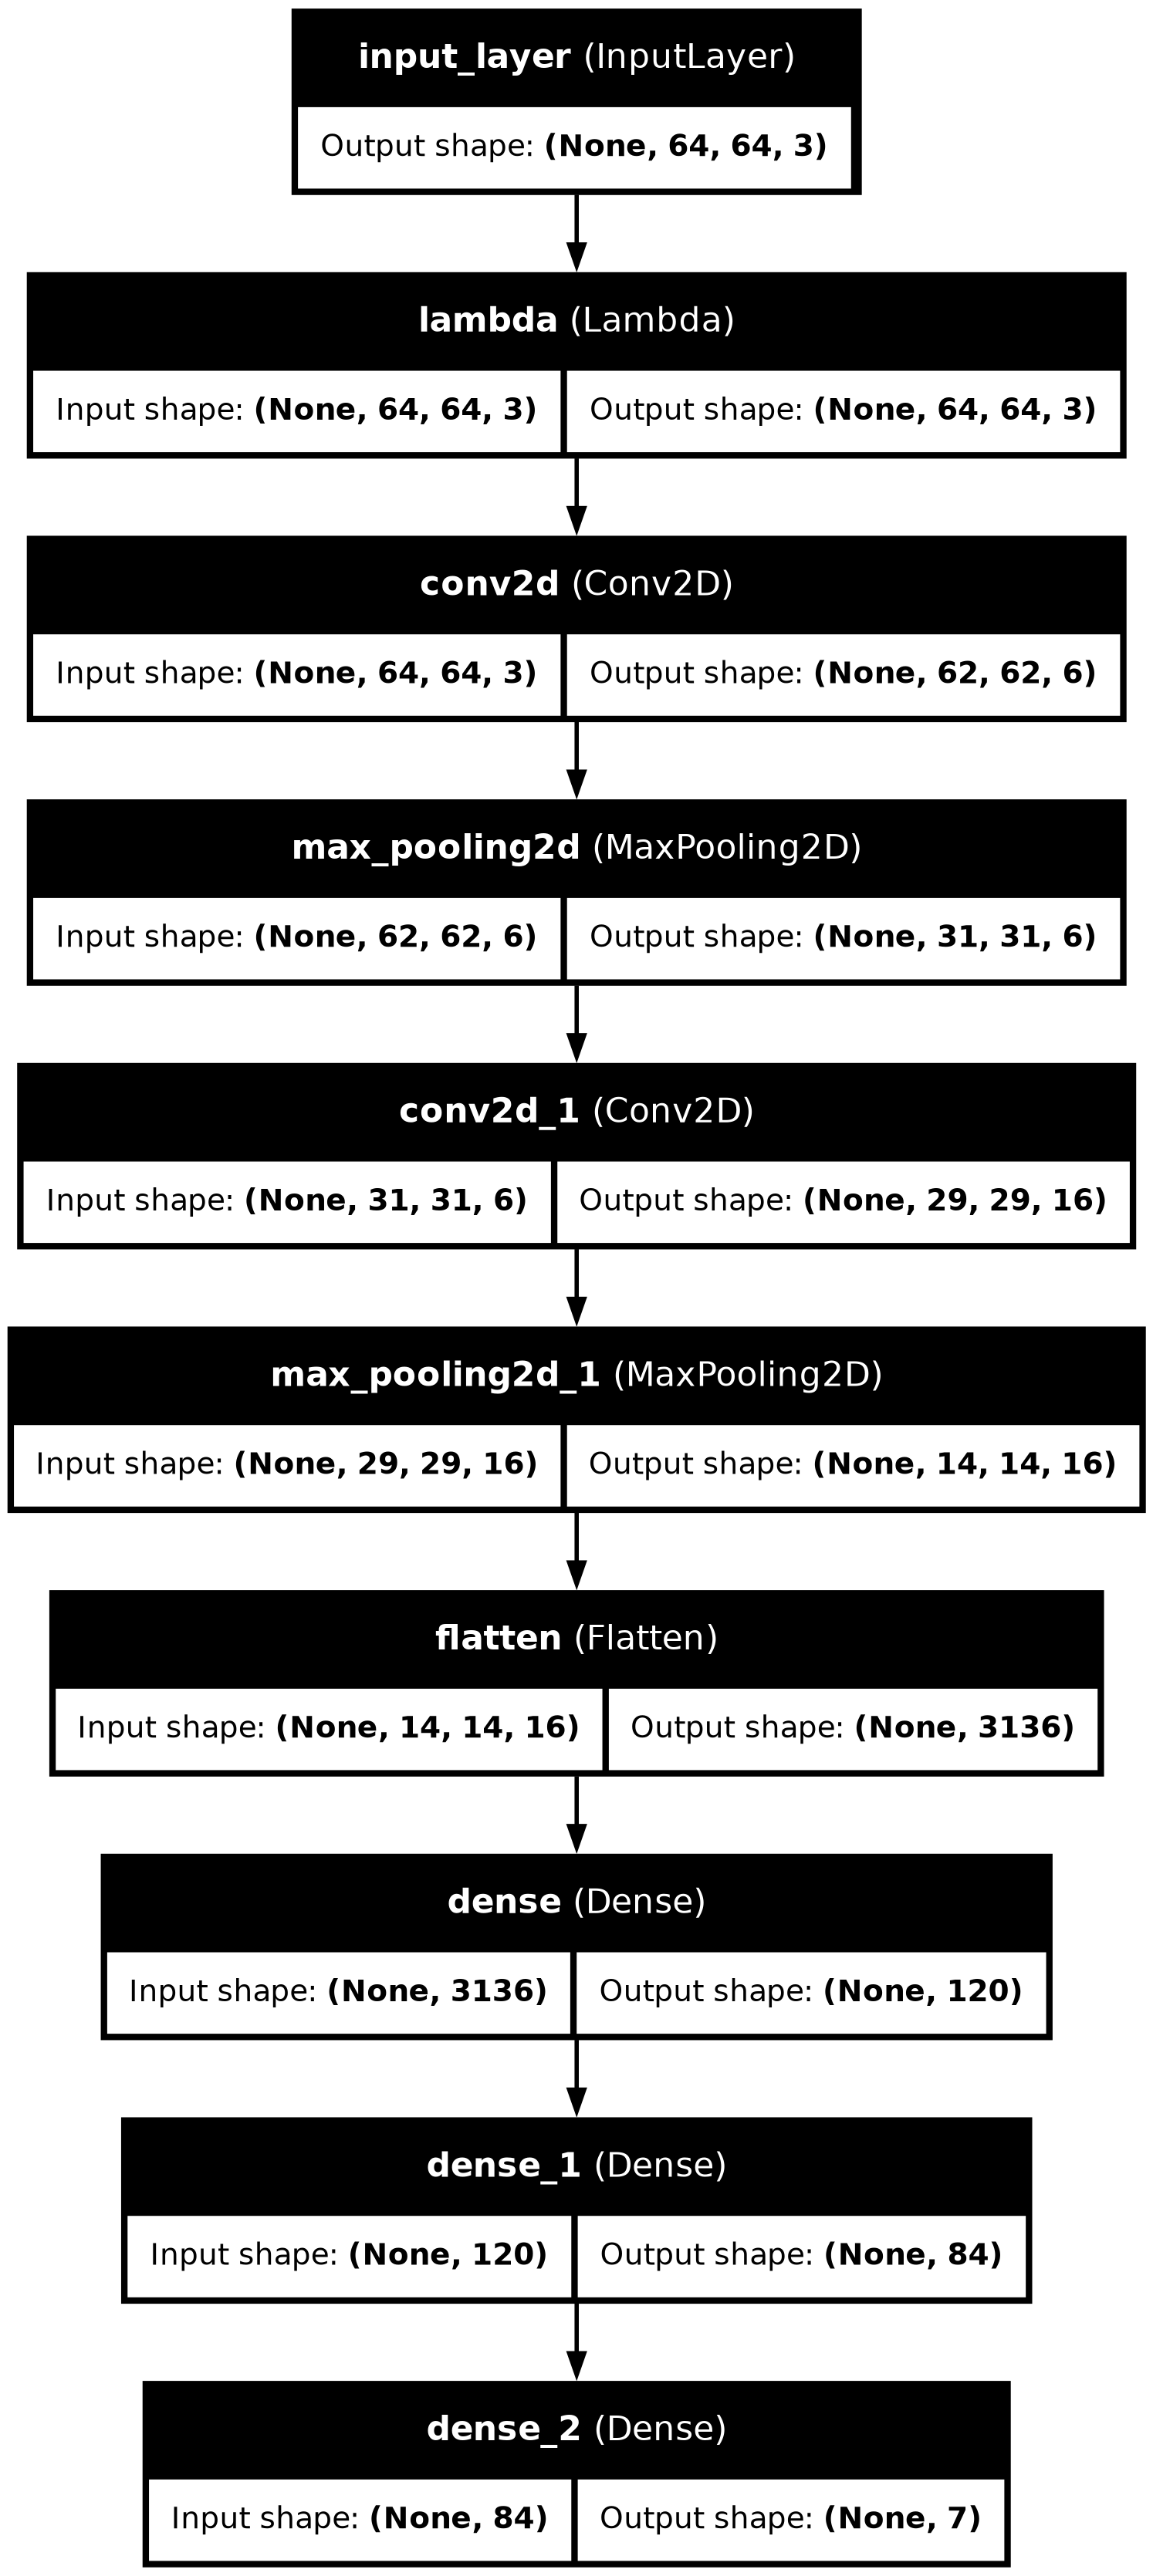 input_layer (InputLayer)
Output shape: (None, 64, 64, 3)
lambda (Lambda)
Input shape: (None, 64, 64, 3) Output shape: (None, 64, 64, 3)
conv2d (Conv2D)
Input shape: (None, 64, 64, 3) Output shape: (None, 62, 62, 6)
max_pooling2d (MaxPooling2D)
Input shape: (None, 62, 62, 6) Output shape: (None, 31, 31, 6)
conv2d_1 (Conv2D)
Input shape: (None, 31, 31, 6) Output shape: (None, 29, 29, 16)
max_pooling2d_1 (MaxPooling2D)
Input shape: (None, 29, 29, 16) Output shape: (None, 14, 14, 16)
flatten (Flatten)
Input shape: (None, 14, 14, 16) Output shape: (None, 3136)
dense (Dense)
Input shape: (None, 3136) Output shape: (None, 120)
dense_1 (Dense)
Input shape: (None, 120) Output shape: (None, 84)
dense_2 (Dense)
Input shape: (None, 84) Output shape: (None, 7)